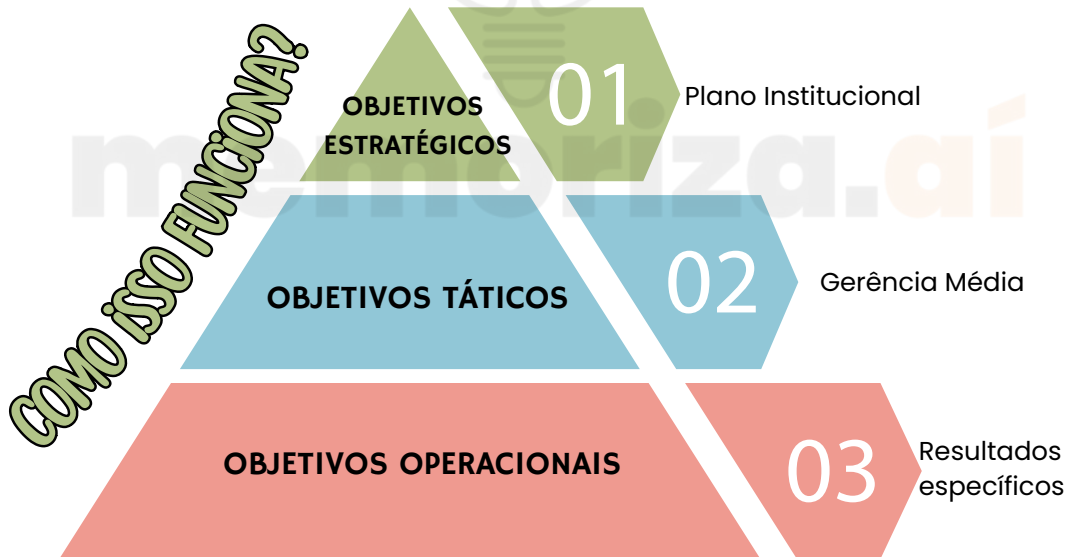 COMO ISSO FUNCIONA?
OBJETIVOS
ESTRATÉGICOS
01
Plano Institucional
memoriza.aí
OBJETIVOS TÁTICOS
02
Gerência Média
OBJETIVOS OPERACIONAIS
03
Resultados
específicos